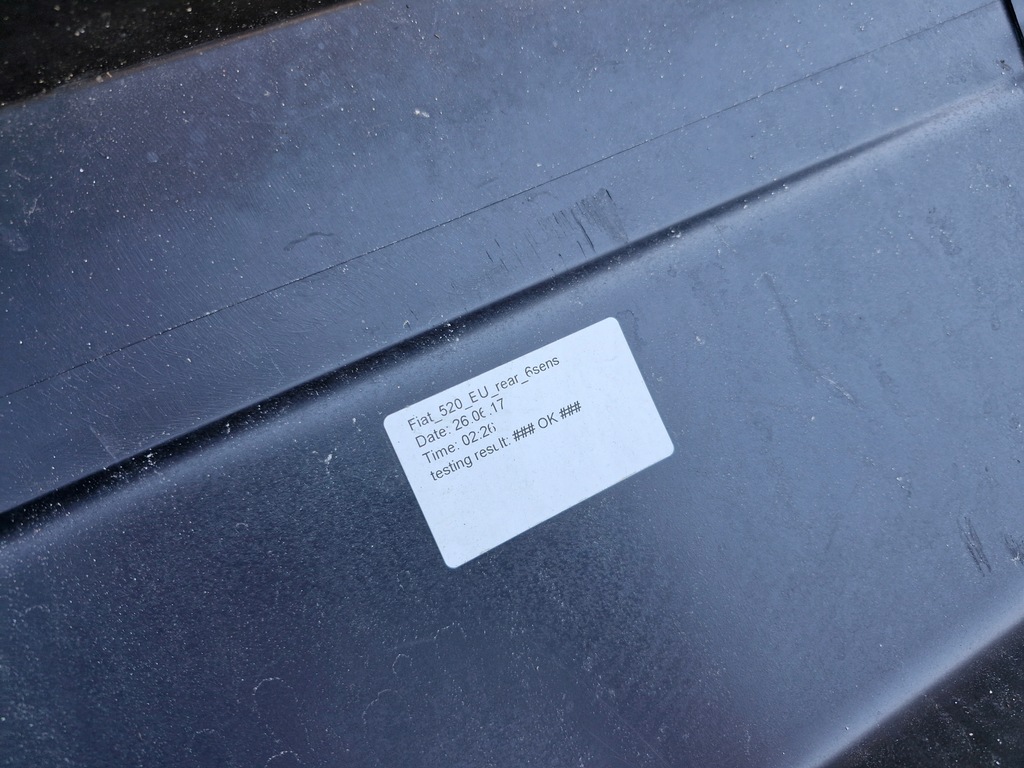 Fiat_520_EU_rear_6sens
Date: 26.06.17
Time: 02:26
testing result: ### OK ###